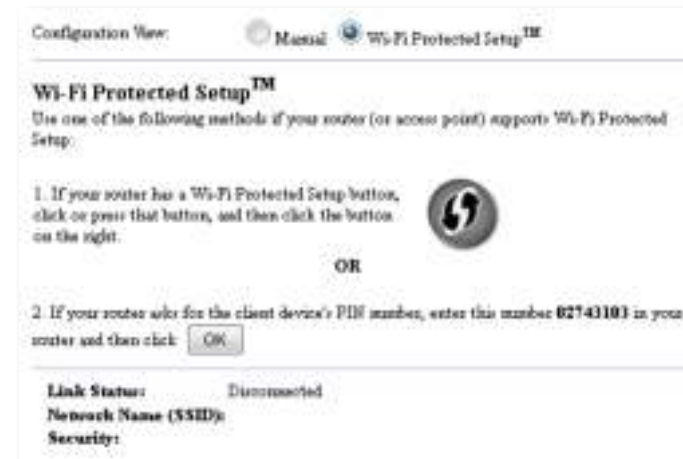 Configuration View: Manual Wi-Fi Protected Setup™
Wi-Fi Protected Setup™
Use one of the following methods if your router (or access point) supports Wi-Fi Protected
Setup:
1. If your router has a Wi-Fi Protected Setup button,
click or press that button, and then click the button
on the right.
OR
2. If your router asks for the client device's PIN number, enter this number 02743103 in your
router and then click OK
Link Status: Disconnected
Network Name (SSID):
Security: